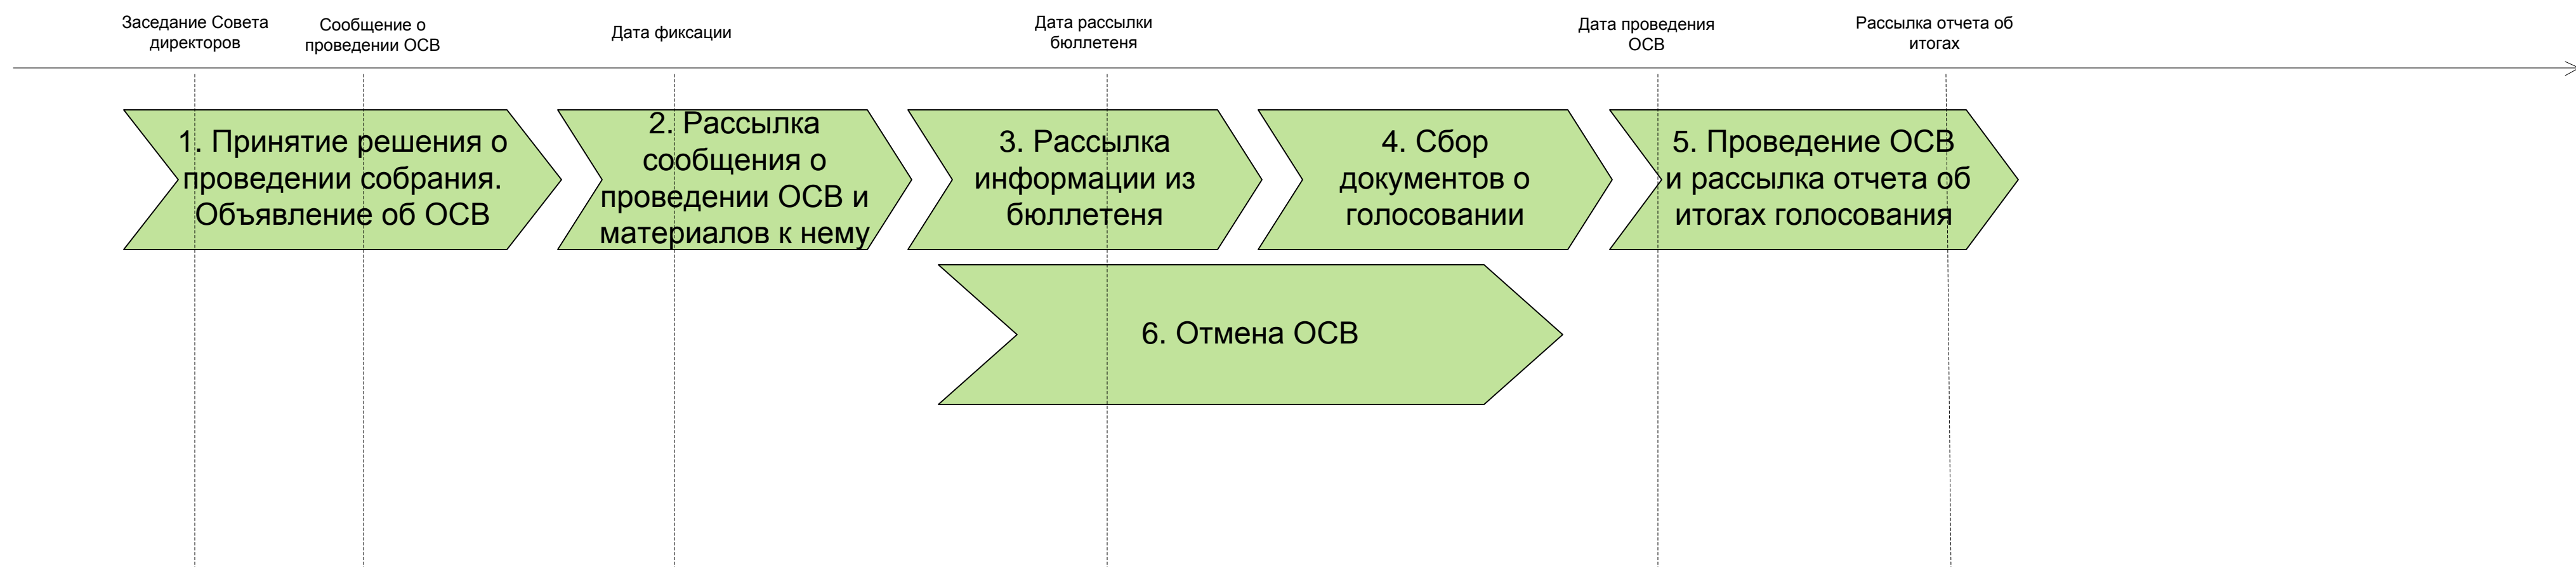 Заседание Совета
директоров
Сообщение о
проведении ОСВ
Дата фиксации
Дата рассылки
бюллетеня
Дата проведения
ОСВ
Рассылка отчета об
итогах
1. Принятие решения о
проведении собрания.
Объявление об ОСВ
2. Рассылка
сообщения о
проведении ОСВ и
материалов к нему
3. Рассылка
информации из
бюллетеня
4. Сбор
документов о
голосовании
5. Проведение ОСВ
и рассылка отчета об
итогах голосования
6. Отмена ОСВ